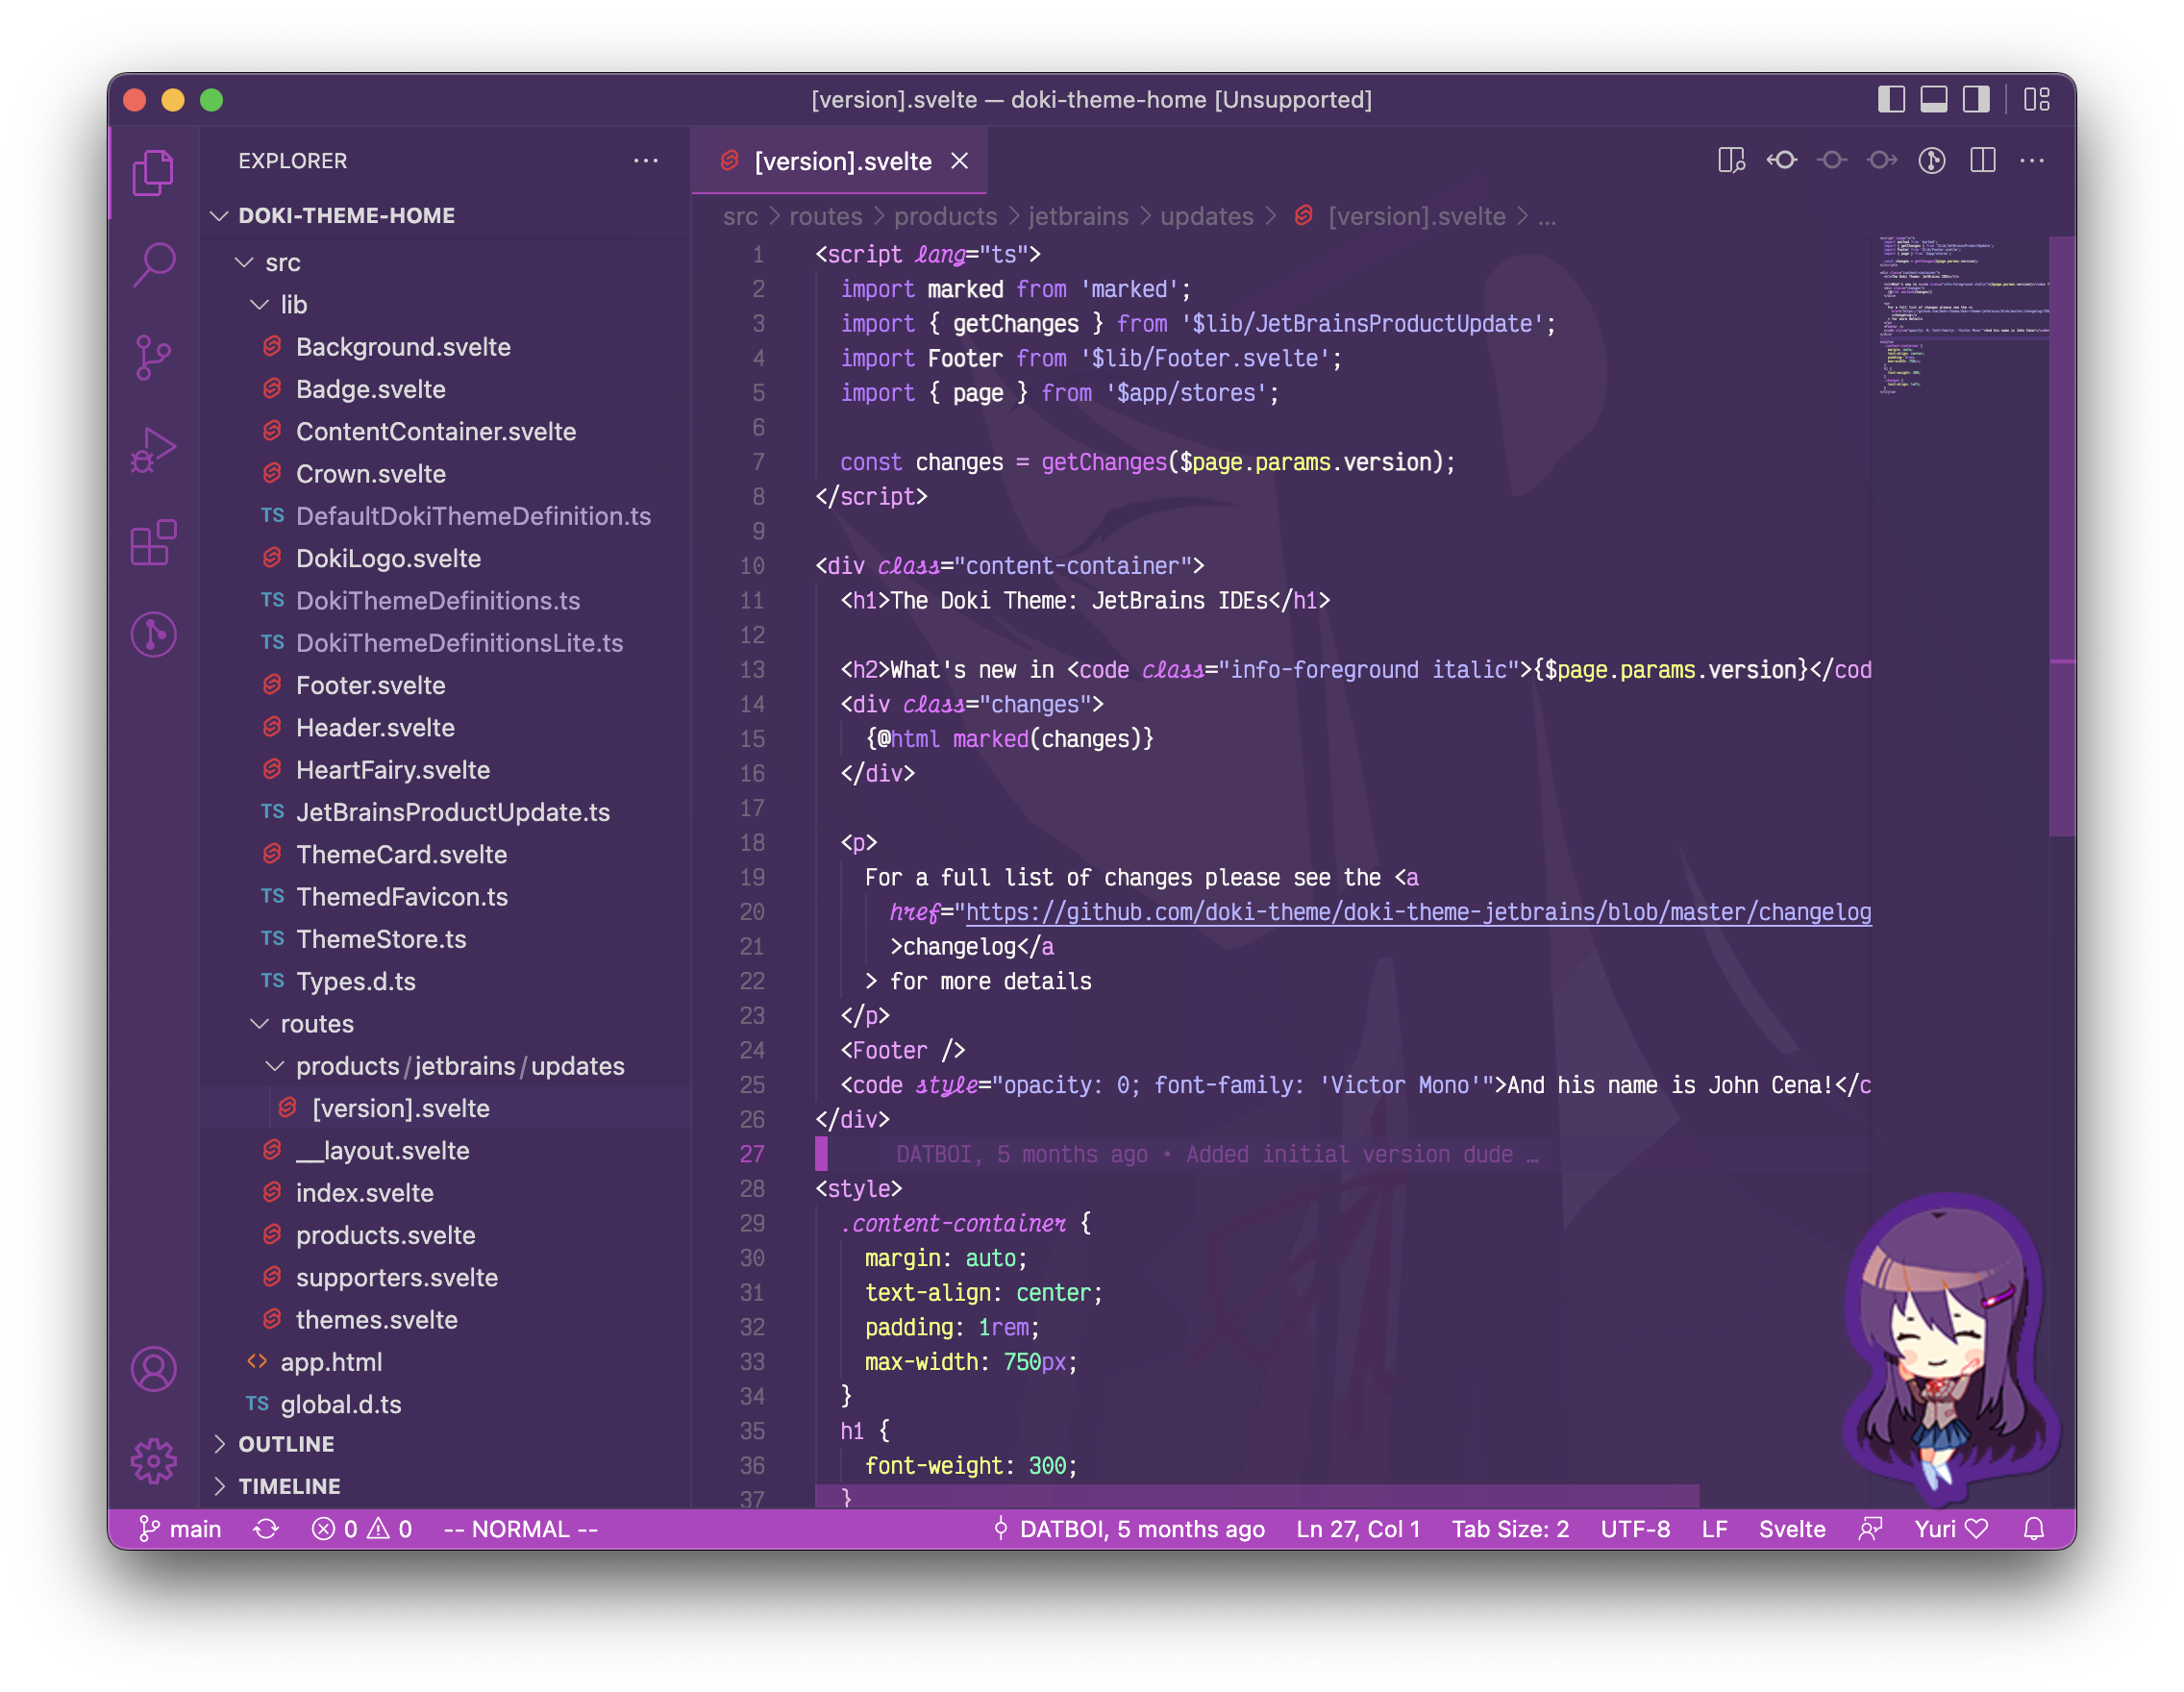 [version].svelte — doki-theme-home [Unsupported]
EXPLORER
DOKI-THEME-HOME
src
lib
Background.svelte
Badge.svelte
ContentContainer.svelte
Crown.svelte
TS DefaultDokiThemeDefinition.ts
DokiLogo.svelte
TS DokiThemeDefinitions.ts
TS DokiThemeDefinitionsLite.ts
Footer.svelte
Header.svelte
HeartFairy.svelte
TS JetBrainsProductUpdate.ts
ThemeCard.svelte
TS ThemedFavicon.ts
TS ThemeStore.ts
TS Types.d.ts
routes
products/jetbrains/updates
[version].svelte
__layout.svelte
index.svelte
products.svelte
supporters.svelte
themes.svelte
<> app.html
TS global.d.ts
OUTLINE
TIMELINE
[version].svelte
src > routes > products > jetbrains > updates > [version].svelte > ...
1 <script lang="ts">
2 import marked from 'marked';
3 import { getChanges } from '$lib/JetBrainsProductUpdate';
4 import Footer from '$lib/Footer.svelte';
5 import { page } from '$app/stores';
6
7 const changes = getChanges($page.params.version);
8 </script>
9
10 <div class="content-container">
11 <h1>The Doki Theme: JetBrains IDEs</h1>
12
13 <h2>What's new in <code class="info-foreground italic">{$page.params.version}</cod
14 <div class="changes">
15 {@html marked(changes)}
16 </div>
17
18 <p>
19 For a full list of changes please see the <a
20 href="https://github.com/doki-theme/doki-theme-jetbrains/blob/master/changelog
21 >changelog</a
22 > for more details
23 </p>
24 <Footer />
25 <code style="opacity: 0; font-family: 'Victor Mono'">And his name is John Cena!</c
26 </div>
27 DATBOI, 5 months ago • Added initial version dude …
28 <style>
29 .content-container {
30 margin: auto;
31 text-align: center;
32 padding: 1rem;
33 max-width: 750px;
34 }
35 h1 {
36 font-weight: 300;
37 }
main 0 0 -- NORMAL -- DATBOI, 5 months ago Ln 27, Col 1 Tab Size: 2 UTF-8 LF Svelte Yuri ♡